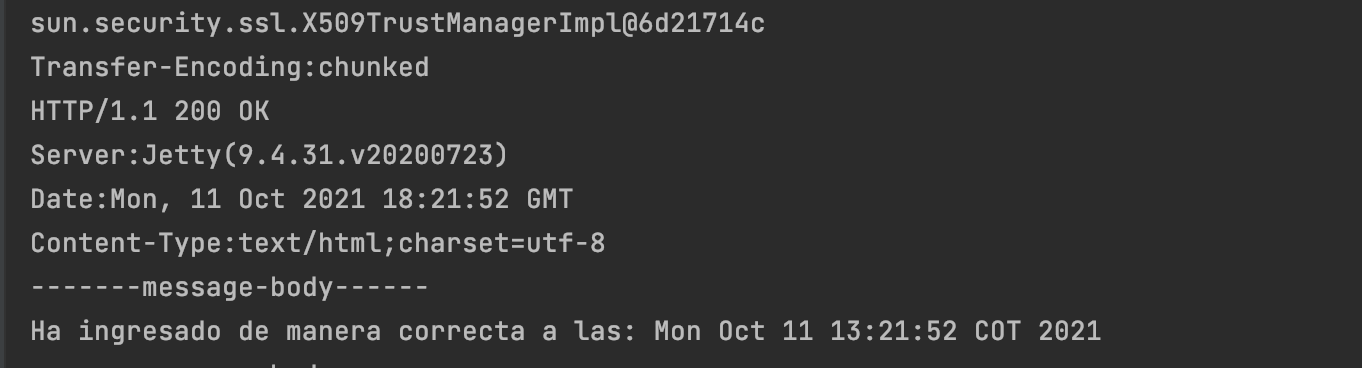 sun.security.ssl.X509TrustManagerImpl@6d21714c
Transfer-Encoding:chunked
HTTP/1.1 200 OK
Server:Jetty(9.4.31.v20200723)
Date:Mon, 11 Oct 2021 18:21:52 GMT
Content-Type:text/html;charset=utf-8
-------message-body------
Ha ingresado de manera correcta a las: Mon Oct 11 13:21:52 COT 2021